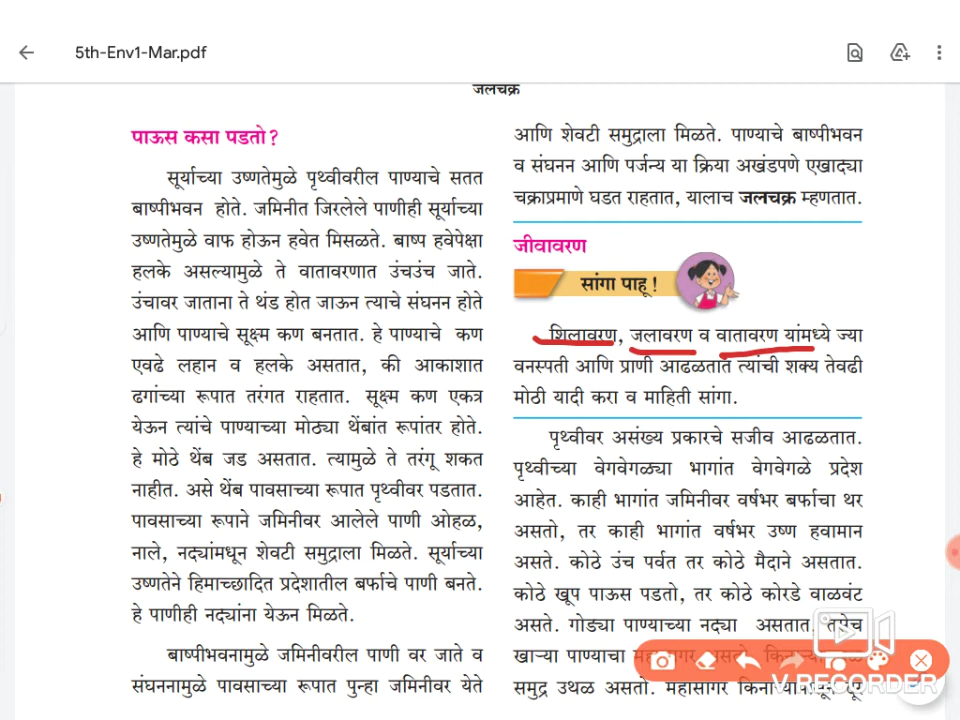 5th-Env1-Mar.pdf
जलचक्र
पाऊस कसा पडतो?
सूर्याच्या उष्णतेमुळे पृथ्वीवरील पाण्याचे सतत
बाष्पीभवन होते. जमिनीत जिरलेले पाणीही सूर्याच्या
उष्णतेमुळे वाफ होऊन हवेत मिसळते. बाष्प हवेपेक्षा
हलके असल्यामुळे ते वातावरणात उंचउंच जाते.
उंचावर जाताना ते थंड होत जाऊन त्याचे संघनन होते
आणि पाण्याचे सूक्ष्म कण बनतात. हे पाण्याचे कण
एवढे लहान व हलके असतात, की आकाशात
ढगांच्या रूपात तरंगत राहतात. सूक्ष्म कण एकत्र
येऊन त्यांचे पाण्याच्या मोठ्या थेंबांत रूपांतर होते.
हे मोठे थेंब जड असतात. त्यामुळे ते तरंगू शकत
नाहीत. असे थेंब पावसाच्या रूपात पृथ्वीवर पडतात.
पावसाच्या रूपाने जमिनीवर आलेले पाणी ओहळ,
नाले, नद्यांमधून शेवटी समुद्राला मिळते. सूर्याच्या
उष्णतेने हिमाच्छादित प्रदेशातील बर्फाचे पाणी बनते.
हे पाणीही नद्यांना येऊन मिळते.
बाष्पीभवनामुळे जमिनीवरील पाणी वर जाते व
संघननामुळे पावसाच्या रूपात पुन्हा जमिनीवर येते
आणि शेवटी समुद्राला मिळते. पाण्याचे बाष्पीभवन
व संघनन आणि पर्जन्य या क्रिया अखंडपणे एखाद्या
चक्राप्रमाणे घडत राहतात, यालाच जलचक्र म्हणतात.
जीवावरण
सांगा पाहू!
शिलावरण, जलावरण व वातावरण यांमध्ये ज्या
वनस्पती आणि प्राणी आढळतात त्यांची शक्य तेवढी
मोठी यादी करा व माहिती सांगा.
पृथ्वीवर असंख्य प्रकारचे सजीव आढळतात.
पृथ्वीच्या वेगवेगळ्या भागांत वेगवेगळे प्रदेश
आहेत. काही भागांत जमिनीवर वर्षभर बर्फाचा थर
असतो, तर काही भागांत वर्षभर उष्ण हवामान
असते. कोठे उंच पर्वत तर कोठे मैदाने असतात.
कोठे खूप पाऊस पडतो, तर कोठे कोरडे वाळवंट
असते. गोड्या पाण्याच्या नद्या असतात तसेच
खाऱ्या पाण्याचा
समुद्र उथळ असतो. महासागर
V RECORDER